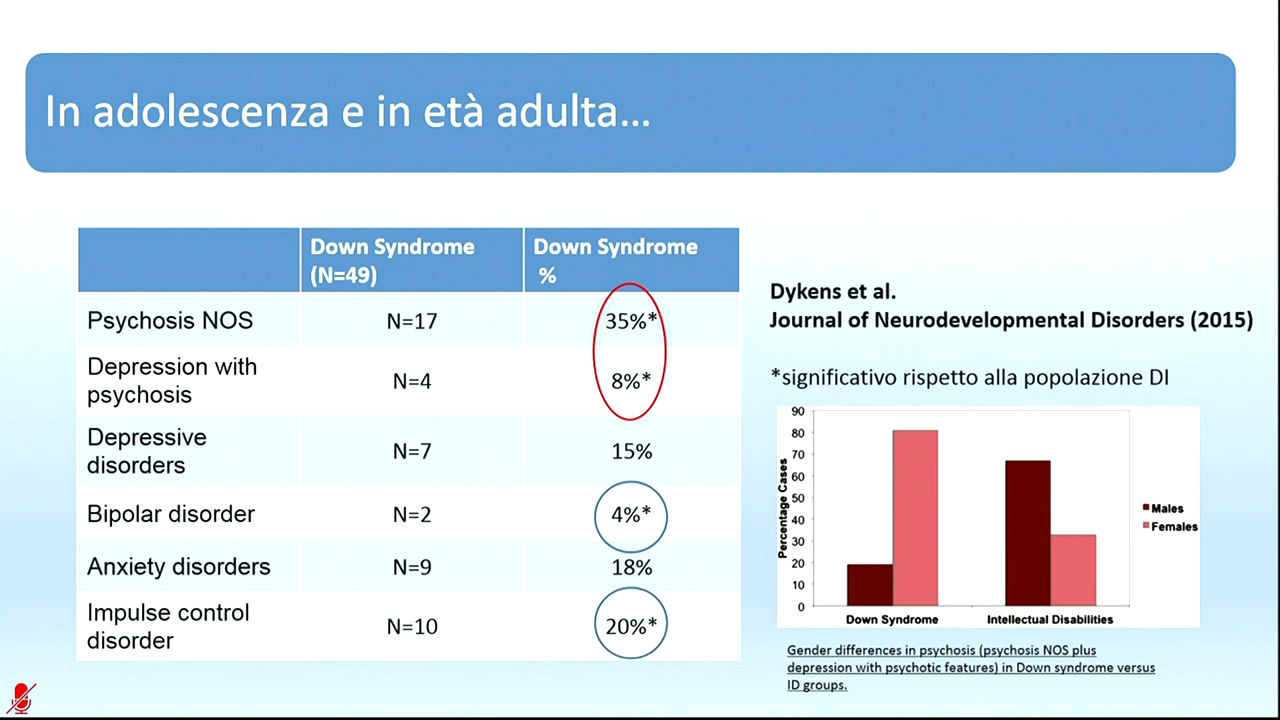 In adolescenza e in età adulta...
Down Syndrome
(N=49)
Down Syndrome
%
Psychosis NOS
N=17
35%*
Depression with
psychosis
N=4
8%*
Depressive
disorders
N=7
15%
Bipolar disorder
N=2
4%*
Anxiety disorders
N=9
18%
Impulse control
disorder
N=10
20%*
Dykens et al.
Journal of Neurodevelopmental Disorders (2015)
*significativo rispetto alla popolazione DI
Percentage Cases
90
80
70
60
50
40
30
20
10
0
Down Syndrome
Intellectual Disabilities
Males
Females
Gender differences in psychosis (psychosis NOS plus
depression with psychotic features) in Down syndrome versus
ID groups.